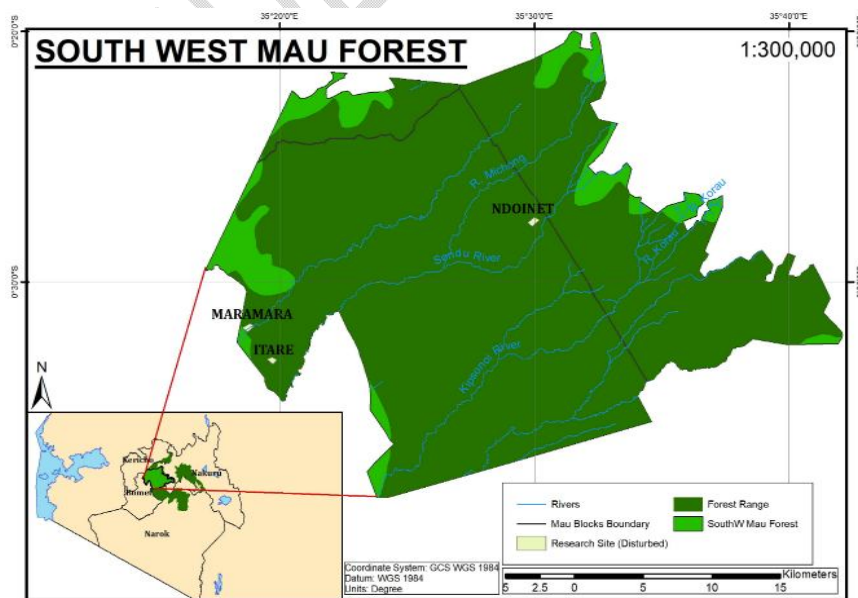 35°20'0"E
35°30'0"E
35°40'0"E
0°20'0"S
SOUTH WEST MAU FOREST
1:300,000
R. Michong
NDOINET
R. Korau
Sendu River
0°30'0"S
MARAMARA
ITARE
Kipsonoi River
N
Kericho
Nakuru
Bomet
Narok
Rivers
Forest Range
Mau Blocks Boundary
SouthW Mau Forest
Research Site (Disturbed)
Coordinate System: GCS WGS 1984
Datum: WGS 1984
Units: Degree
Kilometers
5 2.5 0 5 10 15